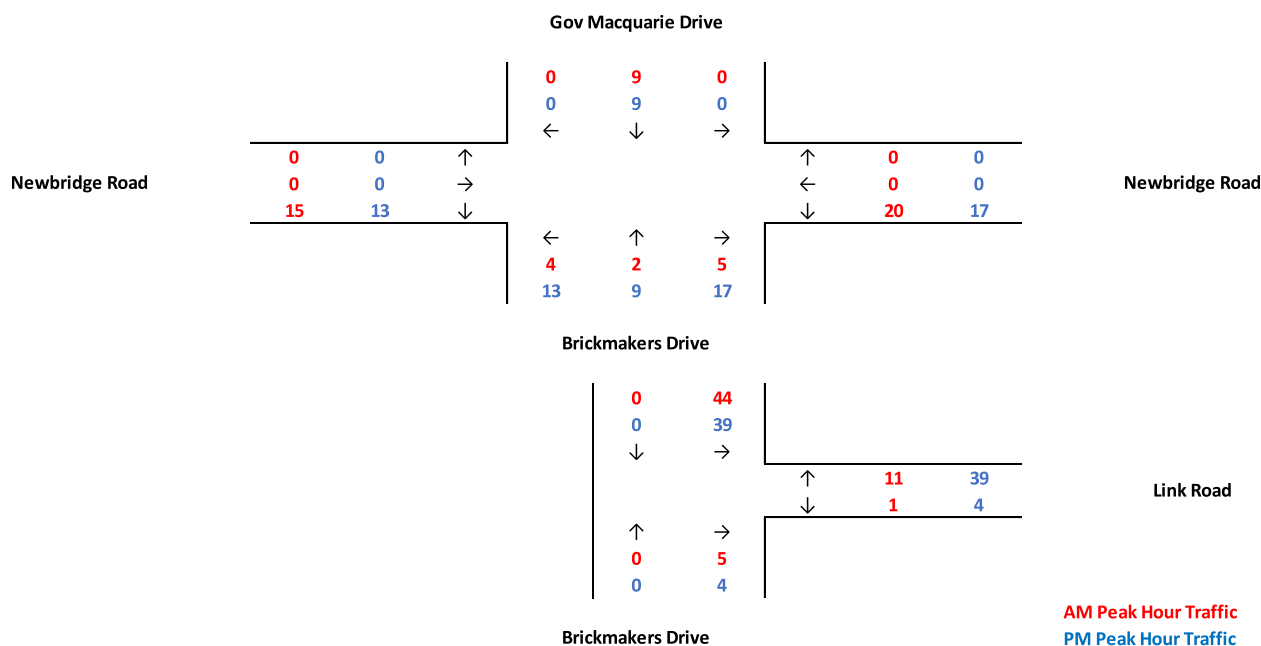 Gov Macquarie Drive
0 9 0
0 9 0
← ↓ →
0 0 ↑ ↑ 0 0
Newbridge Road 0 0 → ← 0 0 Newbridge Road
15 13 ↓ ↓ 20 17
← ↑ →
4 2 5
13 9 17
Brickmakers Drive
0 44
0 39
↓ →
↑ 11 39
Link Road
↓ 1 4
↑ →
0 5
0 4
AM Peak Hour Traffic
Brickmakers Drive PM Peak Hour Traffic